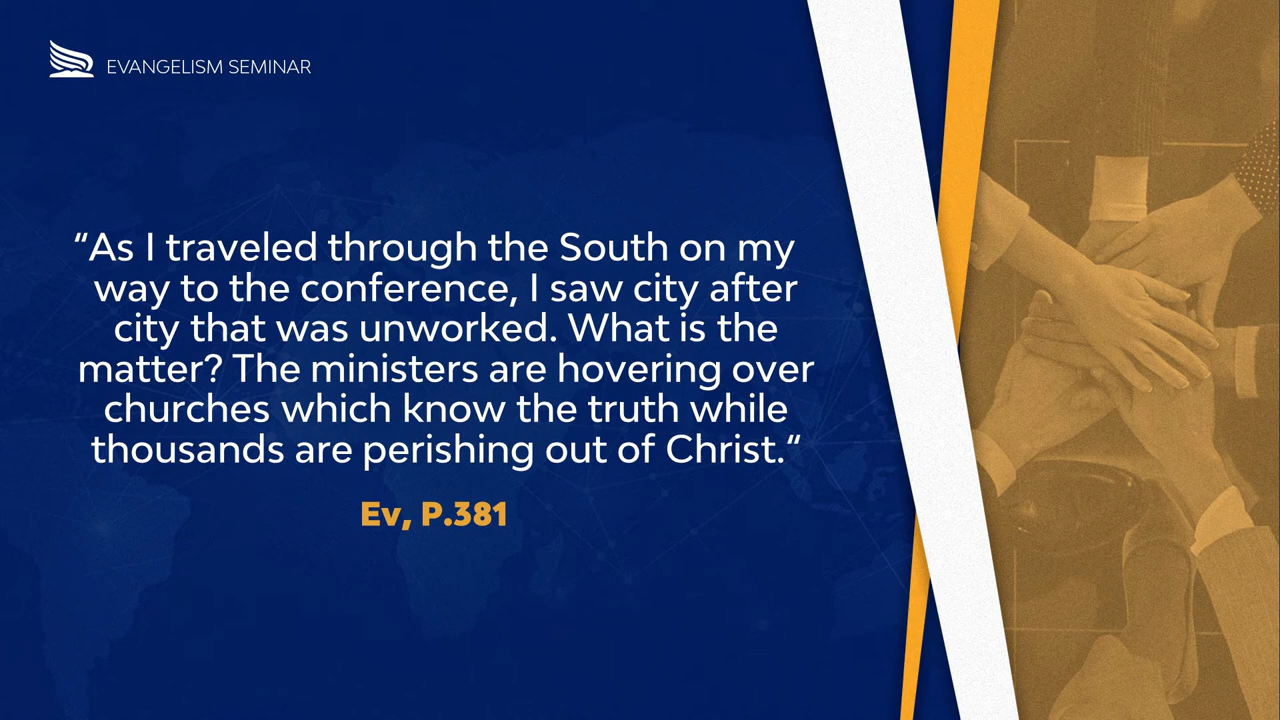 EVANGELISM SEMINAR
“As I traveled through the South on my
way to the conference, I saw city after
city that was unworked. What is the
matter? The ministers are hovering over
churches which know the truth while
thousands are perishing out of Christ.“
Ev, P.381